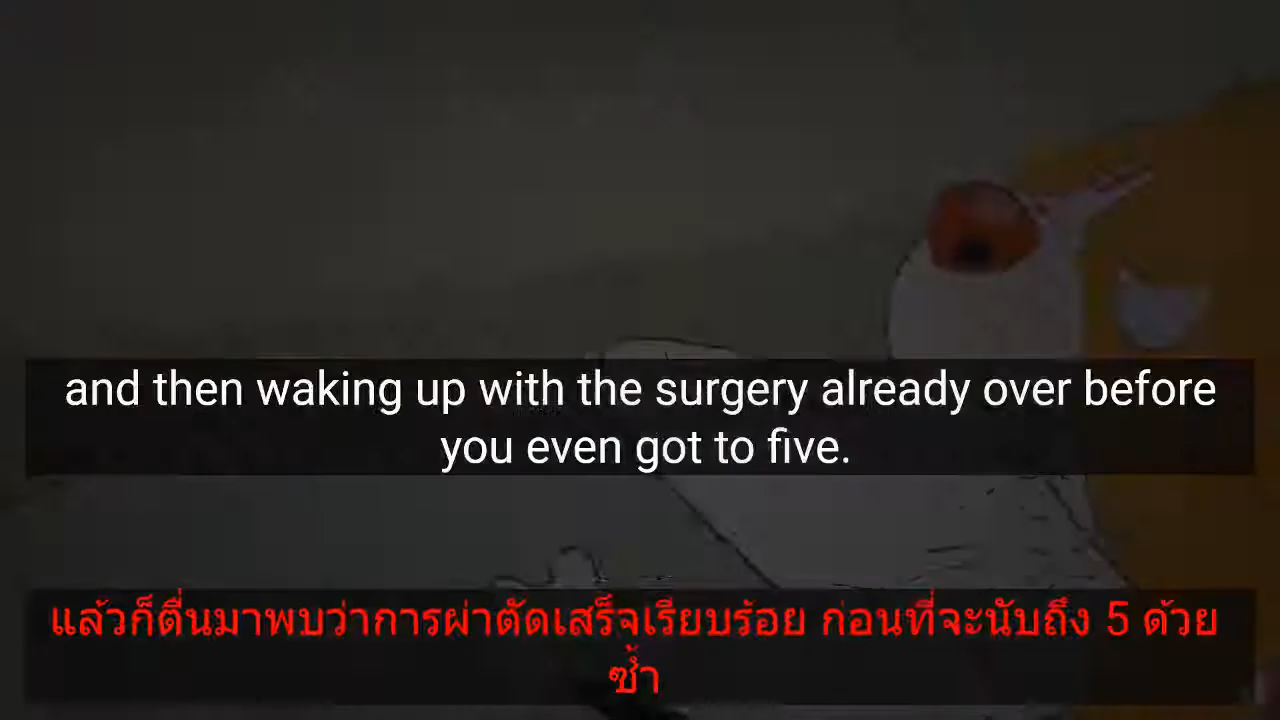 and then waking up with the surgery already over before
you even got to five.
แล้วก็ตื่นมาพบว่าการผ่าตัดเสร็จเรียบร้อย ก่อนที่จะนับถึง 5 ด้วย
ซ้ำ